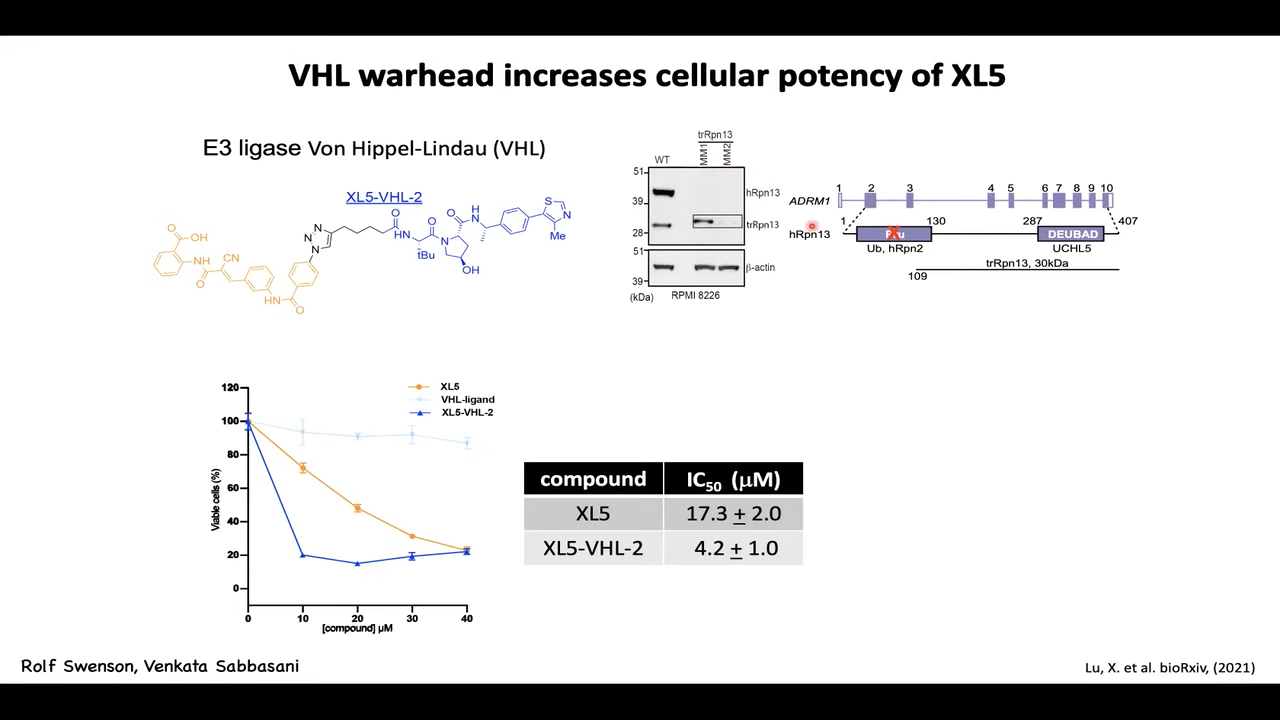 VHL warhead increases cellular potency of XL5
E3 ligase Von Hippel-Lindau (VHL)
XL5-VHL-2
O
OH
NH
CN
O
HN
O
N
N
N
O
HN
O
tBu
N
O
H
N
OH
S
N
Me
trRpn13
WT
MM1
MM2
51
39
28
hRpn13
trRpn13
51
39
β-actin
(kDa)
RPMI 8226
ADRM1
1 2 3 4 5 6 7 8 9 10
1 130 287 407
hRpn13
DEUBAD
Ub, hRpn2
UCHL5
trRpn13, 30kDa
109
XL5
VHL-ligand
XL5-VHL-2
120
100
80
60
40
20
0
Viable cells (%)
0 10 20 30 40
[compound] µM
compound IC50 (µM)
XL5 17.3 ± 2.0
XL5-VHL-2 4.2 ± 1.0
Rolf Swenson, Venkata Sabbasani
Lu, X. et al. bioRxiv, (2021)